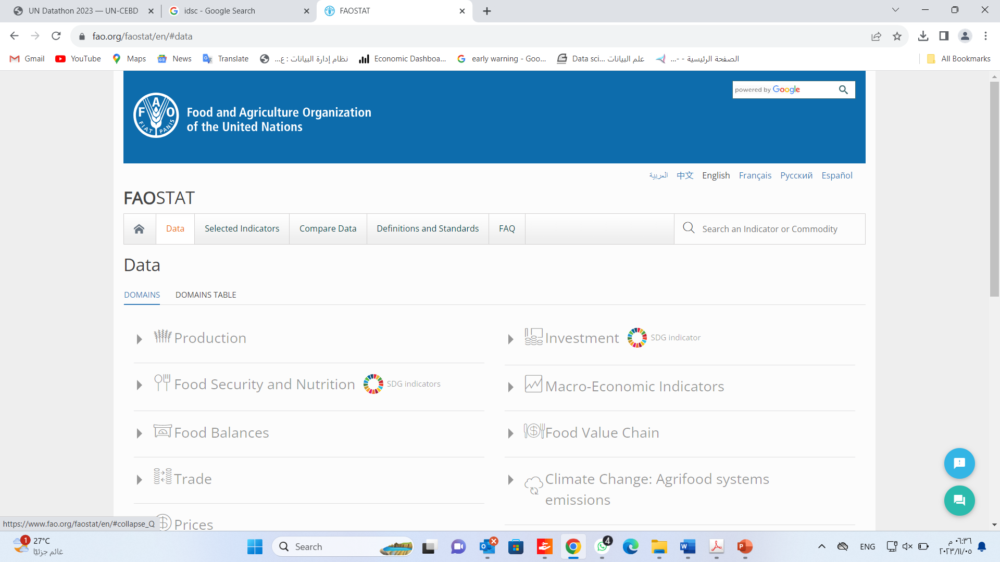 UN Datathon 2023 — UN-CEBD
idsc - Google Search
FAOSTAT
fao.org/faostat/en/#data
Gmail
YouTube
Maps
News
Translate
نظام إدارة البيانات : ع...
Economic Dashboa...
early warning - Goo...
Data sci... علم البيانات
الصفحة الرئيسية - -...
All Bookmarks
FAO
FIAT PANIS
Food and Agriculture Organization
of the United Nations
powered by Google
العربية 中文 English Français Русский Español
FAOSTAT
Data
Selected Indicators
Compare Data
Definitions and Standards
FAQ
Search an Indicator or Commodity
Data
DOMAINS
DOMAINS TABLE
Production
Investment SDG indicator
Food Security and Nutrition SDG indicators
Macro-Economic Indicators
Food Balances
Food Value Chain
Trade
Climate Change: Agrifood systems
emissions
Prices
https://www.fao.org/faostat/en/#collapse_Q
1
27°C
غائم جزئيًا
Search
4
ENG
٠٦:٣٦ م
٢٠٢٣/١١/٠٥